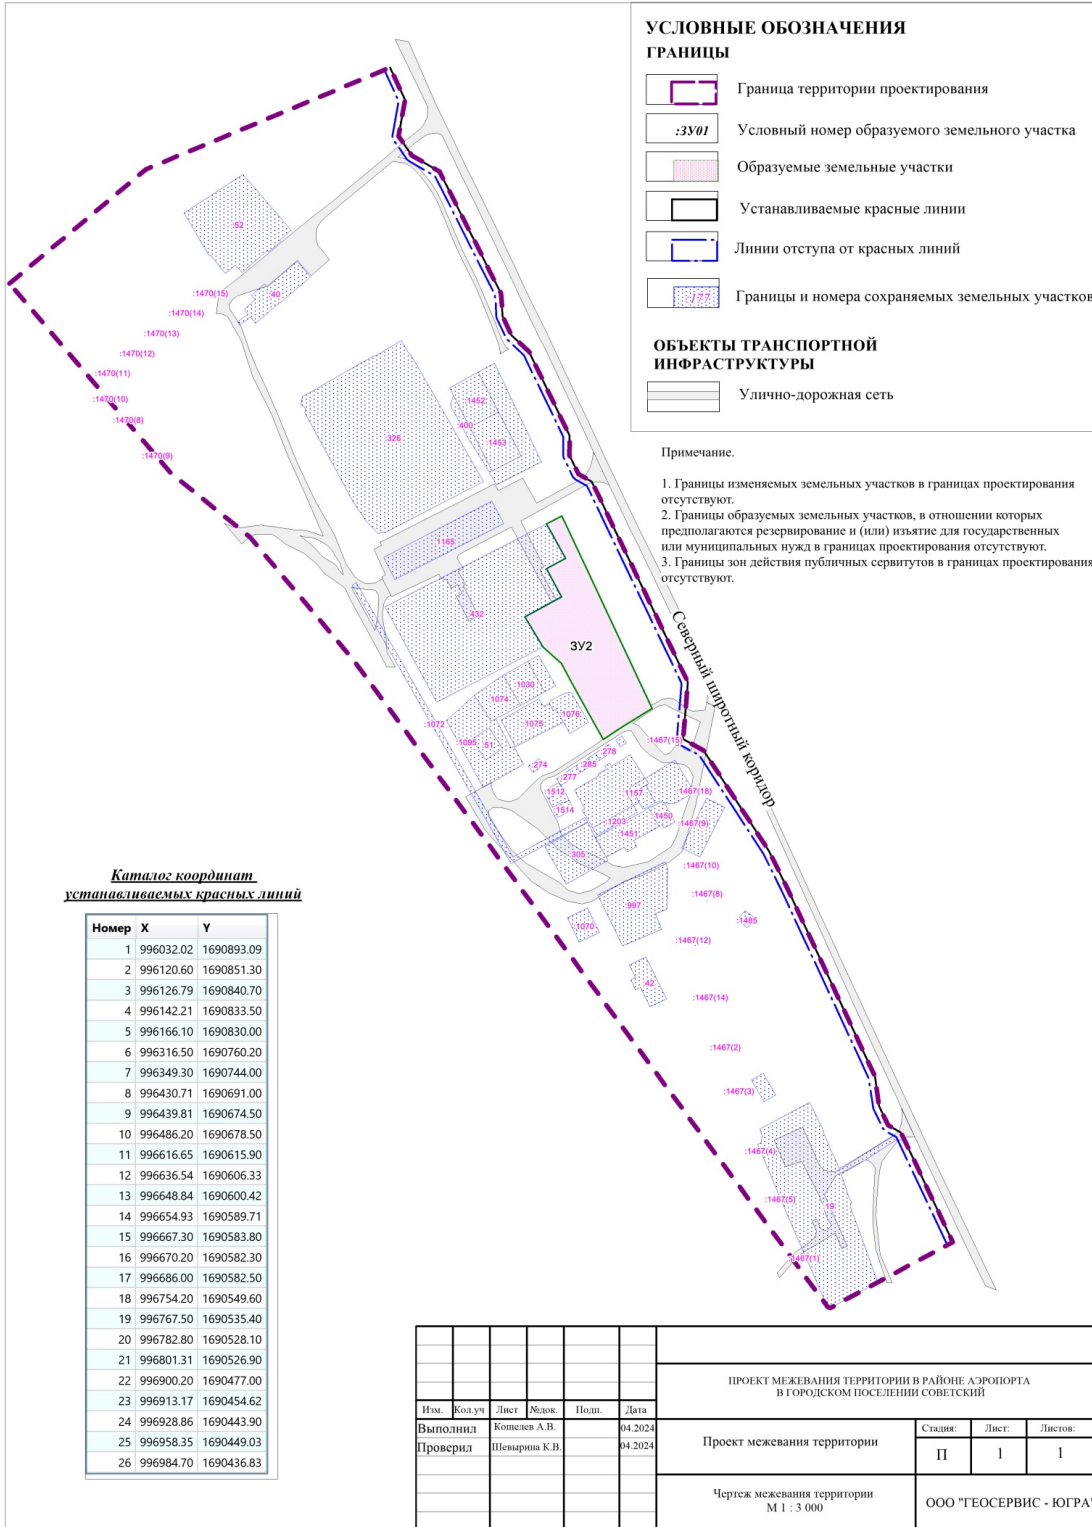 УСЛОВНЫЕ ОБОЗНАЧЕНИЯ
ГРАНИЦЫ
Граница территории проектирования
:ЗУ01
Условный номер образуемого земельного участка
Образуемые земельные участки
Устанавливаемые красные линии
Линии отступа от красных линий
:177
Границы и номера сохраняемых земельных участков
ОБЪЕКТЫ ТРАНСПОРТНОЙ
ИНФРАСТРУКТУРЫ
Улично-дорожная сеть
Примечание.
1. Границы изменяемых земельных участков в границах проектирования
отсутствуют.
2. Границы образуемых земельных участков, в отношении которых
предполагаются резервирование и (или) изъятие для государственных
или муниципальных нужд в границах проектирования отсутствуют.
3. Границы зон действия публичных сервитутов в границах проектирования
отсутствуют.
:52
:40
:1470(15)
:1470(14)
:1470(13)
:1470(12)
:1470(11)
:1470(10)
:1470(8)
:1470(9)
:326
:1452
:400
:1453
1165
:432
ЗУ2
Северный широтный коридор
:1030
:1074
:1072
:1075
:1076
:1095
:51
:274
:278
:285
:277
:1512
:1514
:1157
:1203
:1450
:1451
:305
:1467(15)
:1467(18)
:1467(9)
:1467(10)
:1467(8)
:997
:1070
:1485
:1467(12)
:42
:1467(14)
:1467(2)
:1467(3)
:1467(4)
:1467(5)
:19
:1467(1)
Каталог координат
устанавливаемых красных линий
Номер X Y
1 996032.02 1690893.09
2 996120.60 1690851.30
3 996126.79 1690840.70
4 996142.21 1690833.50
5 996166.10 1690830.00
6 996316.50 1690760.20
7 996349.30 1690744.00
8 996430.71 1690691.00
9 996439.81 1690674.50
10 996486.20 1690678.50
11 996616.65 1690615.90
12 996636.54 1690606.33
13 996648.84 1690600.42
14 996654.93 1690589.71
15 996667.30 1690583.80
16 996670.20 1690582.30
17 996686.00 1690582.50
18 996754.20 1690549.60
19 996767.50 1690535.40
20 996782.80 1690528.10
21 996801.31 1690526.90
22 996900.20 1690477.00
23 996913.17 1690454.62
24 996928.86 1690443.90
25 996958.35 1690449.03
26 996984.70 1690436.83
ПРОЕКТ МЕЖЕВАНИЯ ТЕРРИТОРИИ В РАЙОНЕ АЭРОПОРТА
В ГОРОДСКОМ ПОСЕЛЕНИИ СОВЕТСКИЙ
Изм. Кол.уч Лист №док. Подп. Дата
Выполнил Кошелев А.В. 04.2024
Проверил Шевырина К.В. 04.2024
Проект межевания территории
Стадия: Лист: Листов:
П 1 1
Чертеж межевания территории
М 1 : 3 000
ООО "ГЕОСЕРВИС - ЮГРА"